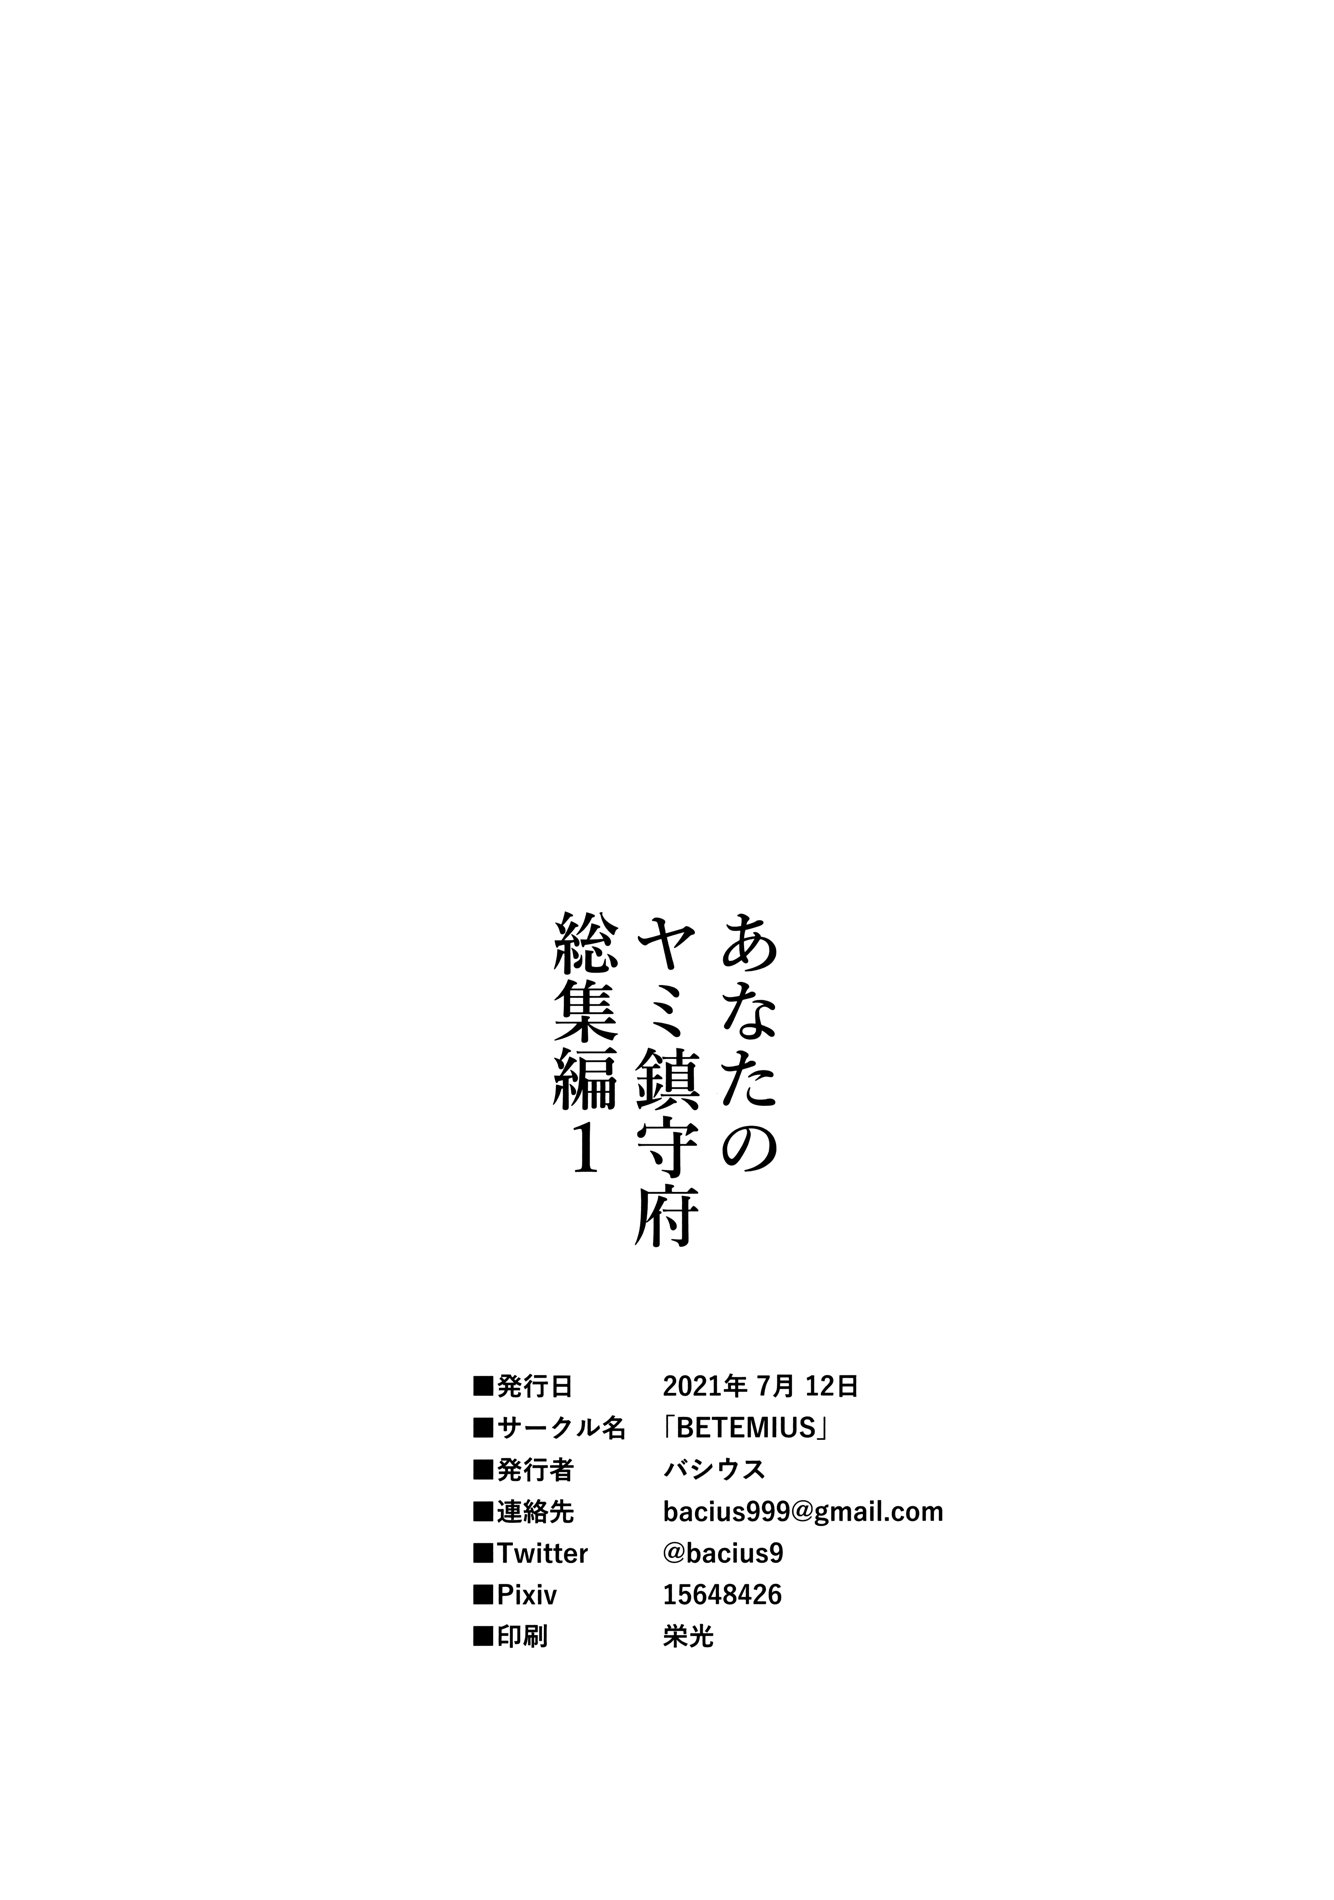 あなたの
ヤミ鎮守府
総集編1
■発行日 2021年 7月 12日
■サークル名 「BETEMIUS」
■発行者 バシウス
■連絡先 bacius999@gmail.com
■Twitter @bacius9
■Pixiv 15648426
■印刷 栄光